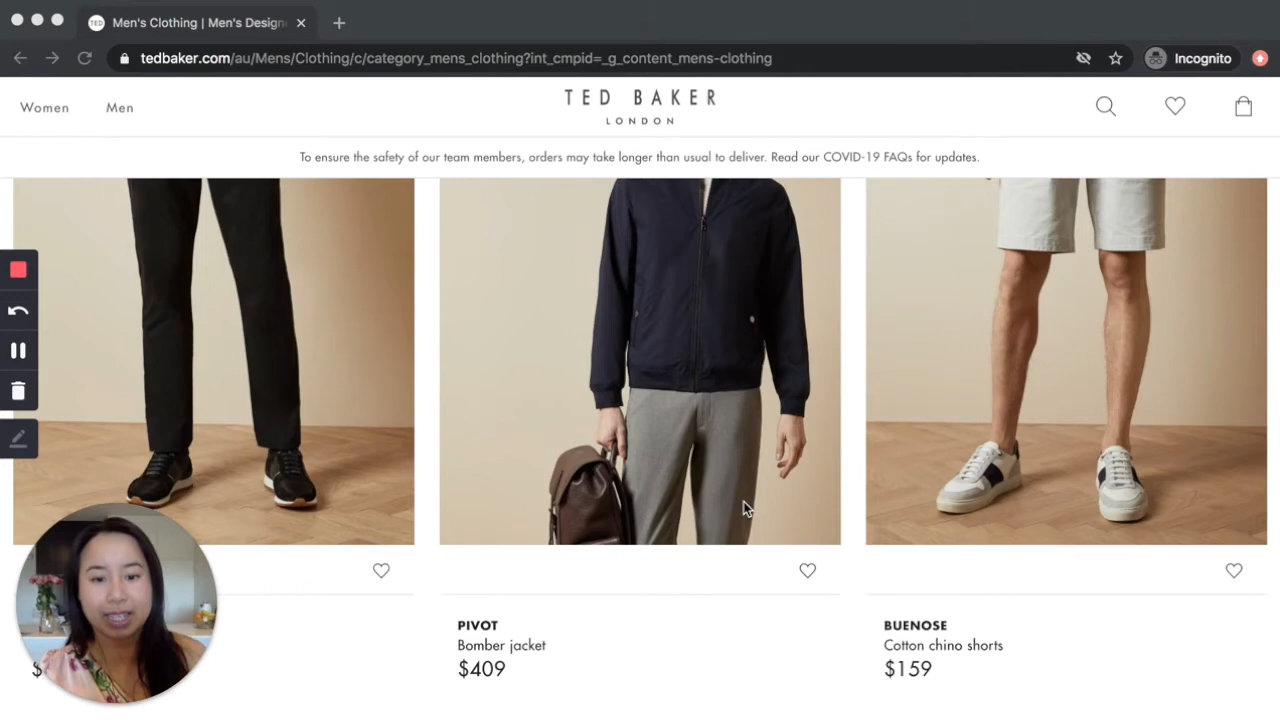 TED
Men's Clothing | Men's Design
tedbaker.com/au/Mens/Clothing/c/category_mens_clothing?int_cmpid=_g_content_mens-clothing
Incognito
Women
Men
TED BAKER
LONDON
To ensure the safety of our team members, orders may take longer than usual to deliver. Read our COVID-19 FAQs for updates.
PIVOT
Bomber jacket
$409
BUENOSE
Cotton chino shorts
$159